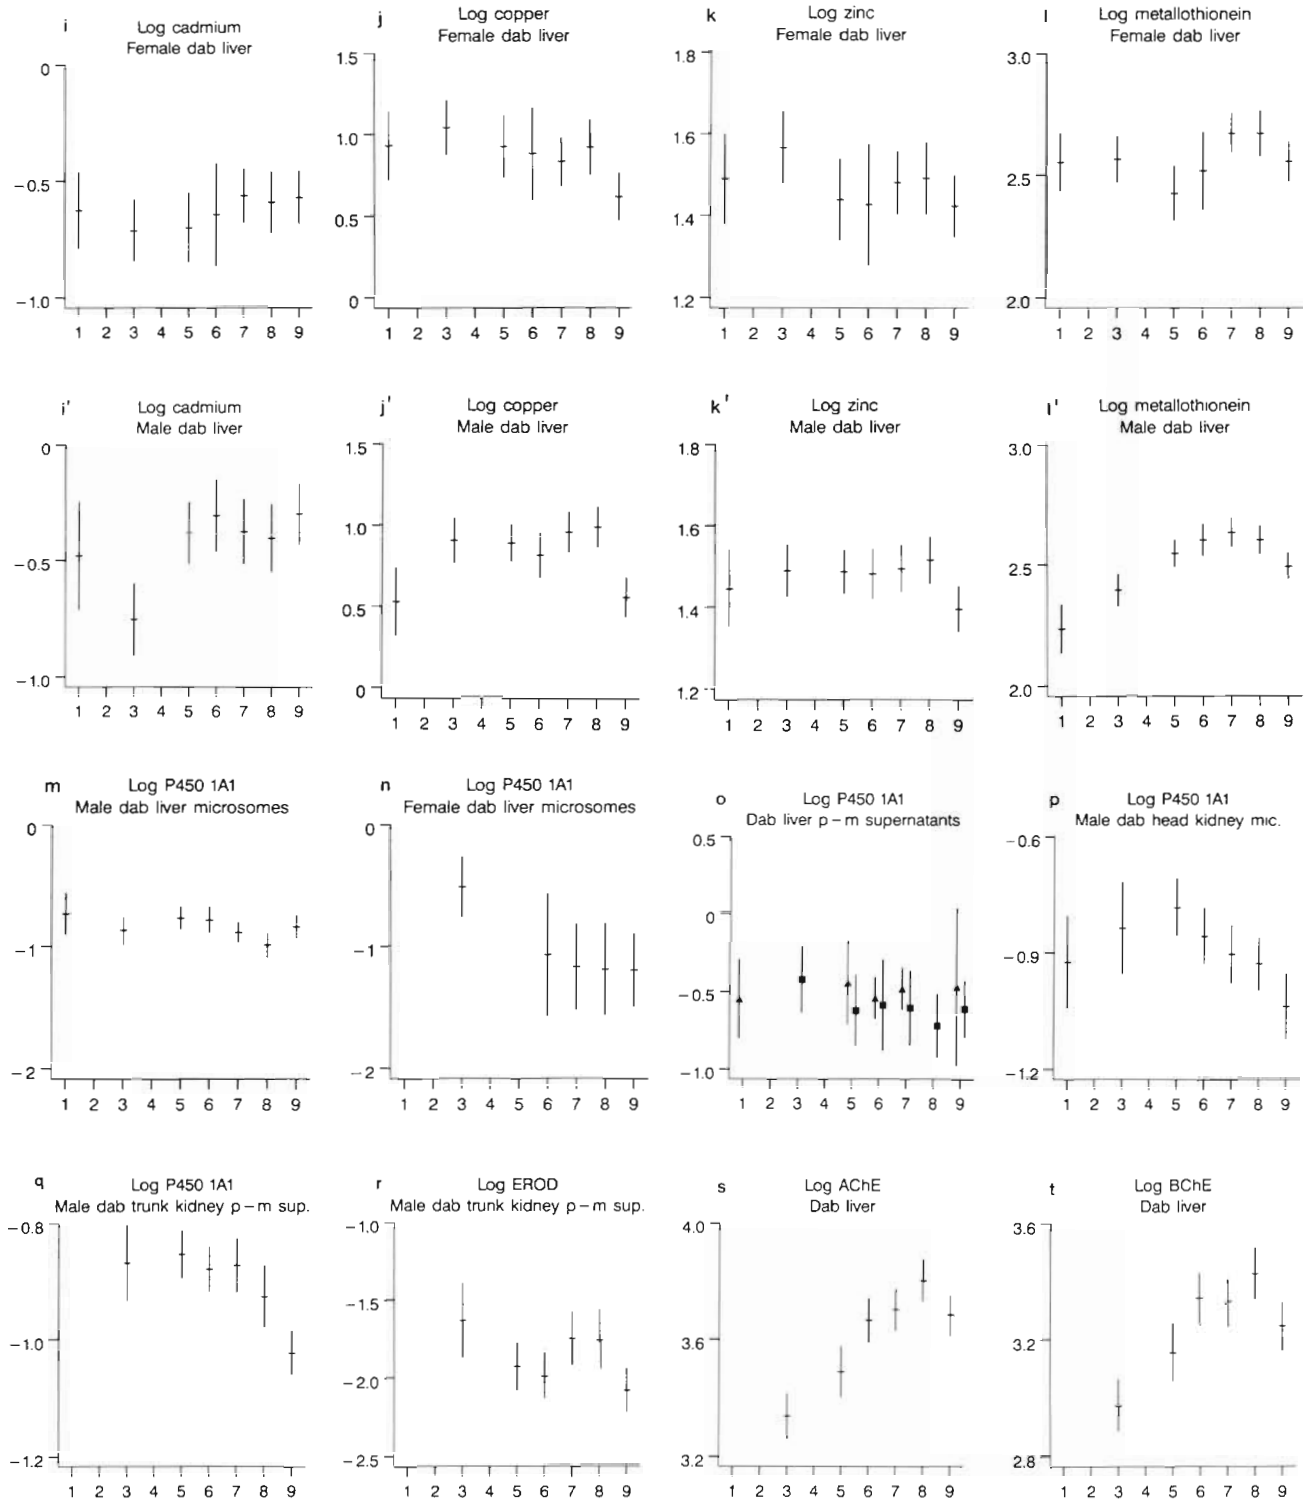 i
Log cadmium
Female dab liver
0
−0.5
−1.0
1 2 3 4 5 6 7 8 9
j
Log copper
Female dab liver
1.5
1.0
0.5
0
1 2 3 4 5 6 7 8 9
k
Log zinc
Female dab liver
1.8
1.6
1.4
1.2
1 2 3 4 5 6 7 8 9
l
Log metallothionein
Female dab liver
3.0
2.5
2.0
1 2 3 4 5 6 7 8 9
i'
Log cadmium
Male dab liver
0
−0.5
−1.0
1 2 3 4 5 6 7 8 9
j'
Log copper
Male dab liver
1.5
1.0
0.5
0
1 2 3 4 5 6 7 8 9
k'
Log zinc
Male dab liver
1.8
1.6
1.4
1.2
1 2 3 4 5 6 7 8 9
l'
Log metallothionein
Male dab liver
3.0
2.5
2.0
1 2 3 4 5 6 7 8 9
m
Log P450 1A1
Male dab liver microsomes
0
−1
−2
1 2 3 4 5 6 7 8 9
n
Log P450 1A1
Female dab liver microsomes
0
−1
−2
1 2 3 4 5 6 7 8 9
o
Log P450 1A1
Dab liver p−m supernatants
0.5
0
−0.5
−1.0
1 2 3 4 5 6 7 8 9
p
Log P450 1A1
Male dab head kidney mic.
−0.6
−0.9
−1.2
1 2 3 4 5 6 7 8 9
q
Log P450 1A1
Male dab trunk kidney p−m sup.
−0.8
−1.0
−1.2
1 2 3 4 5 6 7 8 9
r
Log EROD
Male dab trunk kidney p−m sup.
−1.0
−1.5
−2.0
−2.5
1 2 3 4 5 6 7 8 9
s
Log AChE
Dab liver
4.0
3.6
3.2
1 2 3 4 5 6 7 8 9
t
Log BChE
Dab liver
3.6
3.2
2.8
1 2 3 4 5 6 7 8 9